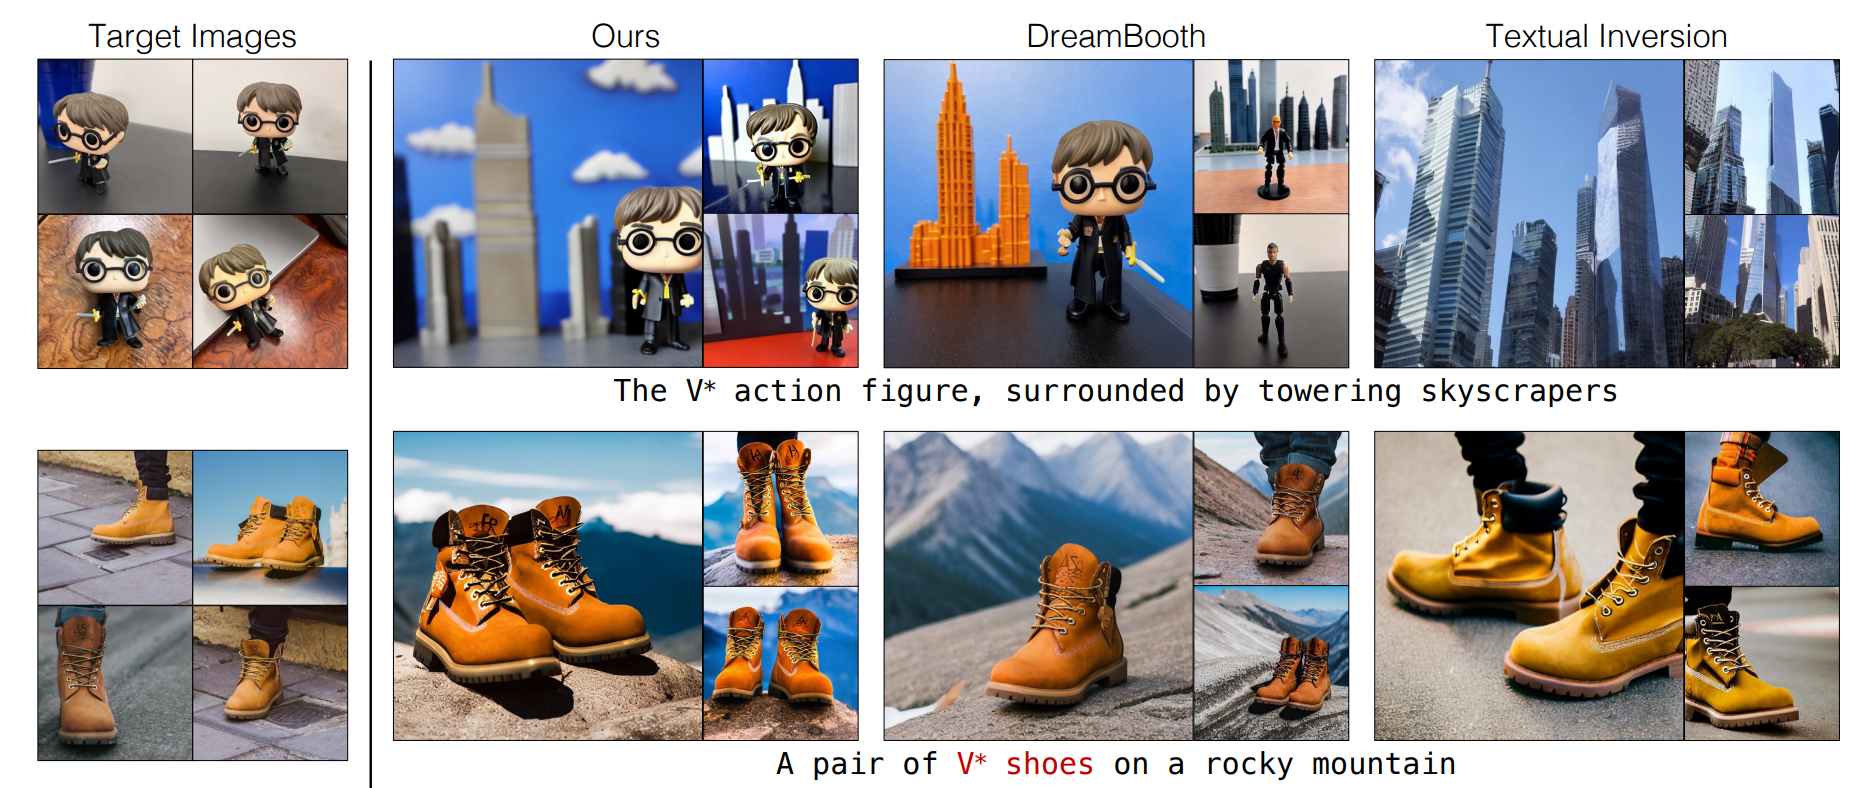 Target Images
Ours
DreamBooth
Textual Inversion
The V* action figure, surrounded by towering skyscrapers
A pair of V* shoes on a rocky mountain